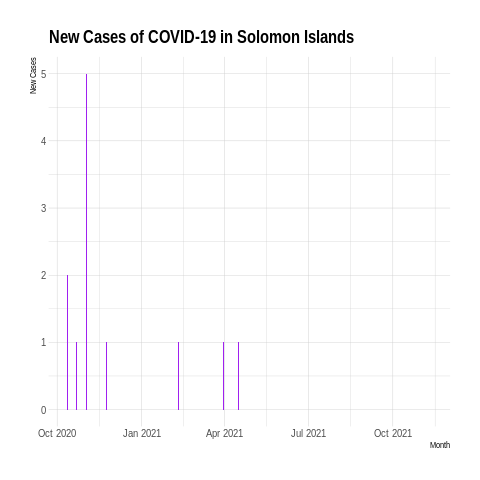 New Cases of COVID-19 in Solomon Islands
New Cases
5
4
3
2
1
0
Oct 2020 Jan 2021 Apr 2021 Jul 2021 Oct 2021
Month